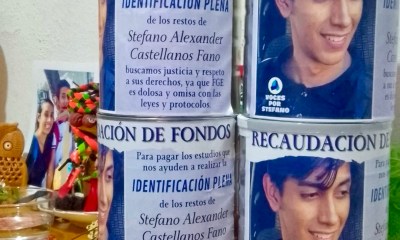 IDENTIFICACIÓN PLENA
de los restos de
Stefano Alexander
Castellanos Fano
buscamos justicia y respeto
a sus derechos, ya que FGE
es dolosa y omisa con las
leyes y protocolos.
VOCES
POR
STEFANO
ACIÓN DE FONDOS
Para pagar los estudios que
nos ayuden a realizar la
IDENTIFICACIÓN PLENA
de los restos de
Stefano Alexander
Castellanos Fano
RECAUDACIÓN DE